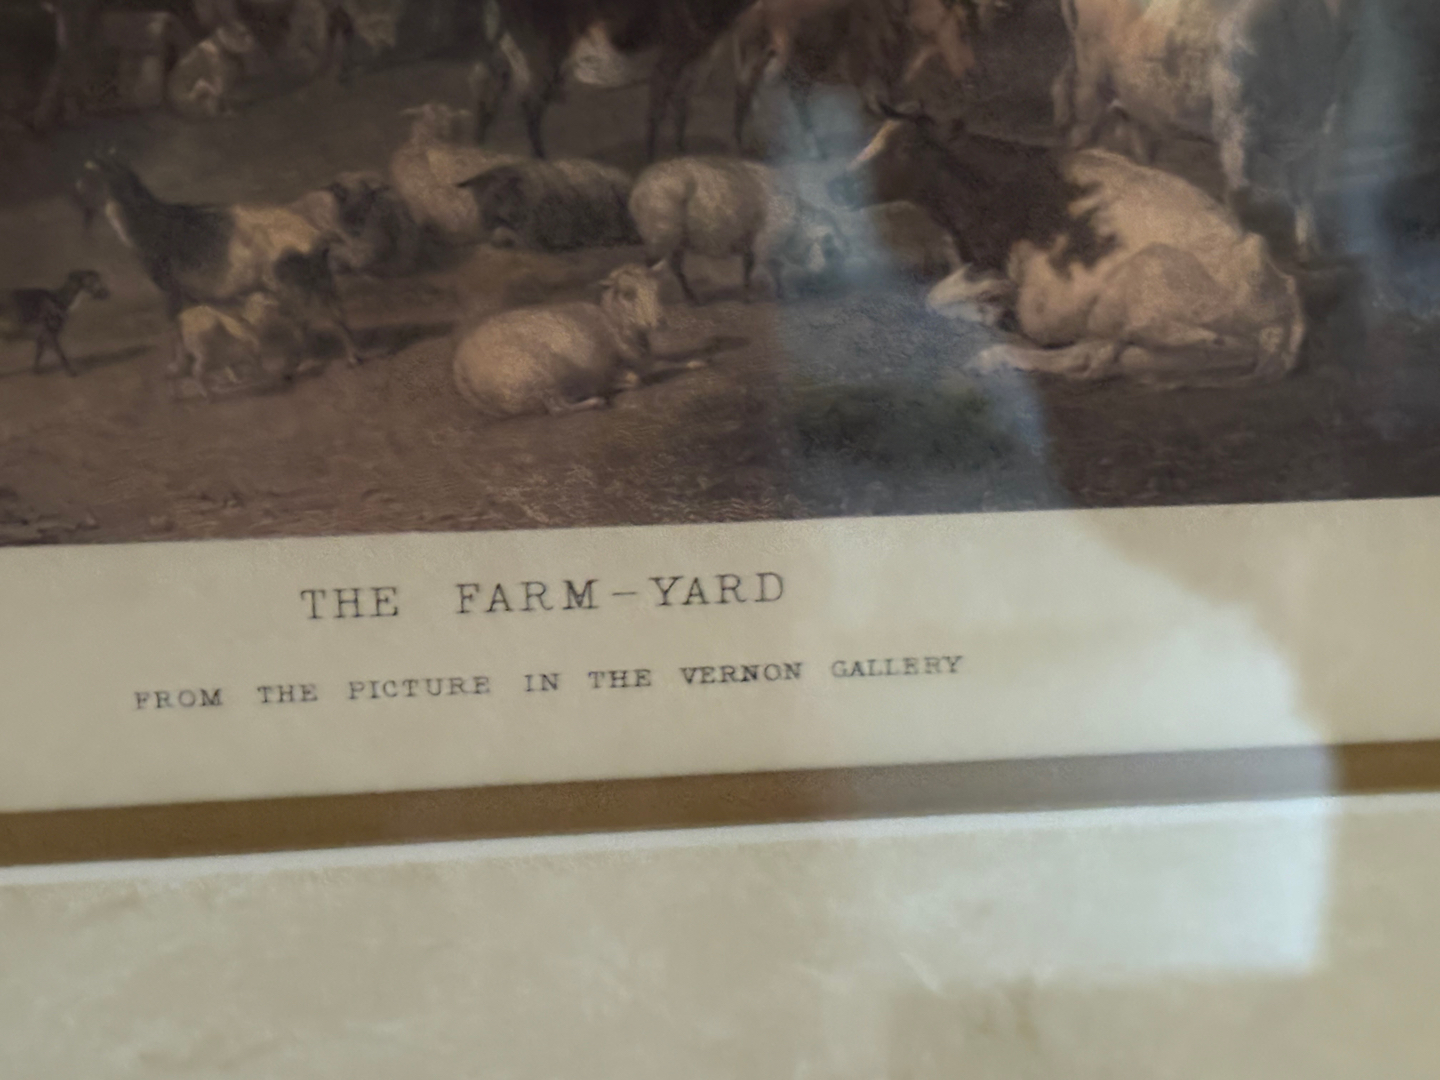 THE FARM-YARD
FROM THE PICTURE IN THE VERNON GALLERY